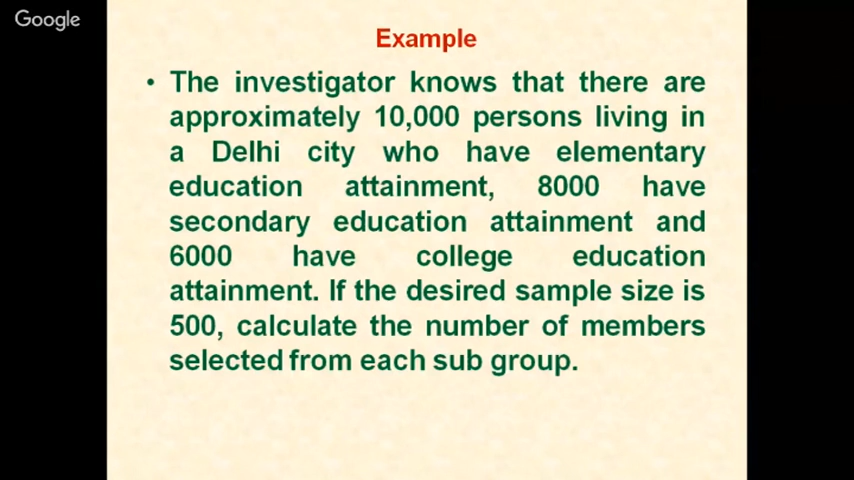 Google
Example
• The investigator knows that there are
approximately 10,000 persons living in
a Delhi city who have elementary
education attainment, 8000 have
secondary education attainment and
6000 have college education
attainment. If the desired sample size is
500, calculate the number of members
selected from each sub group.